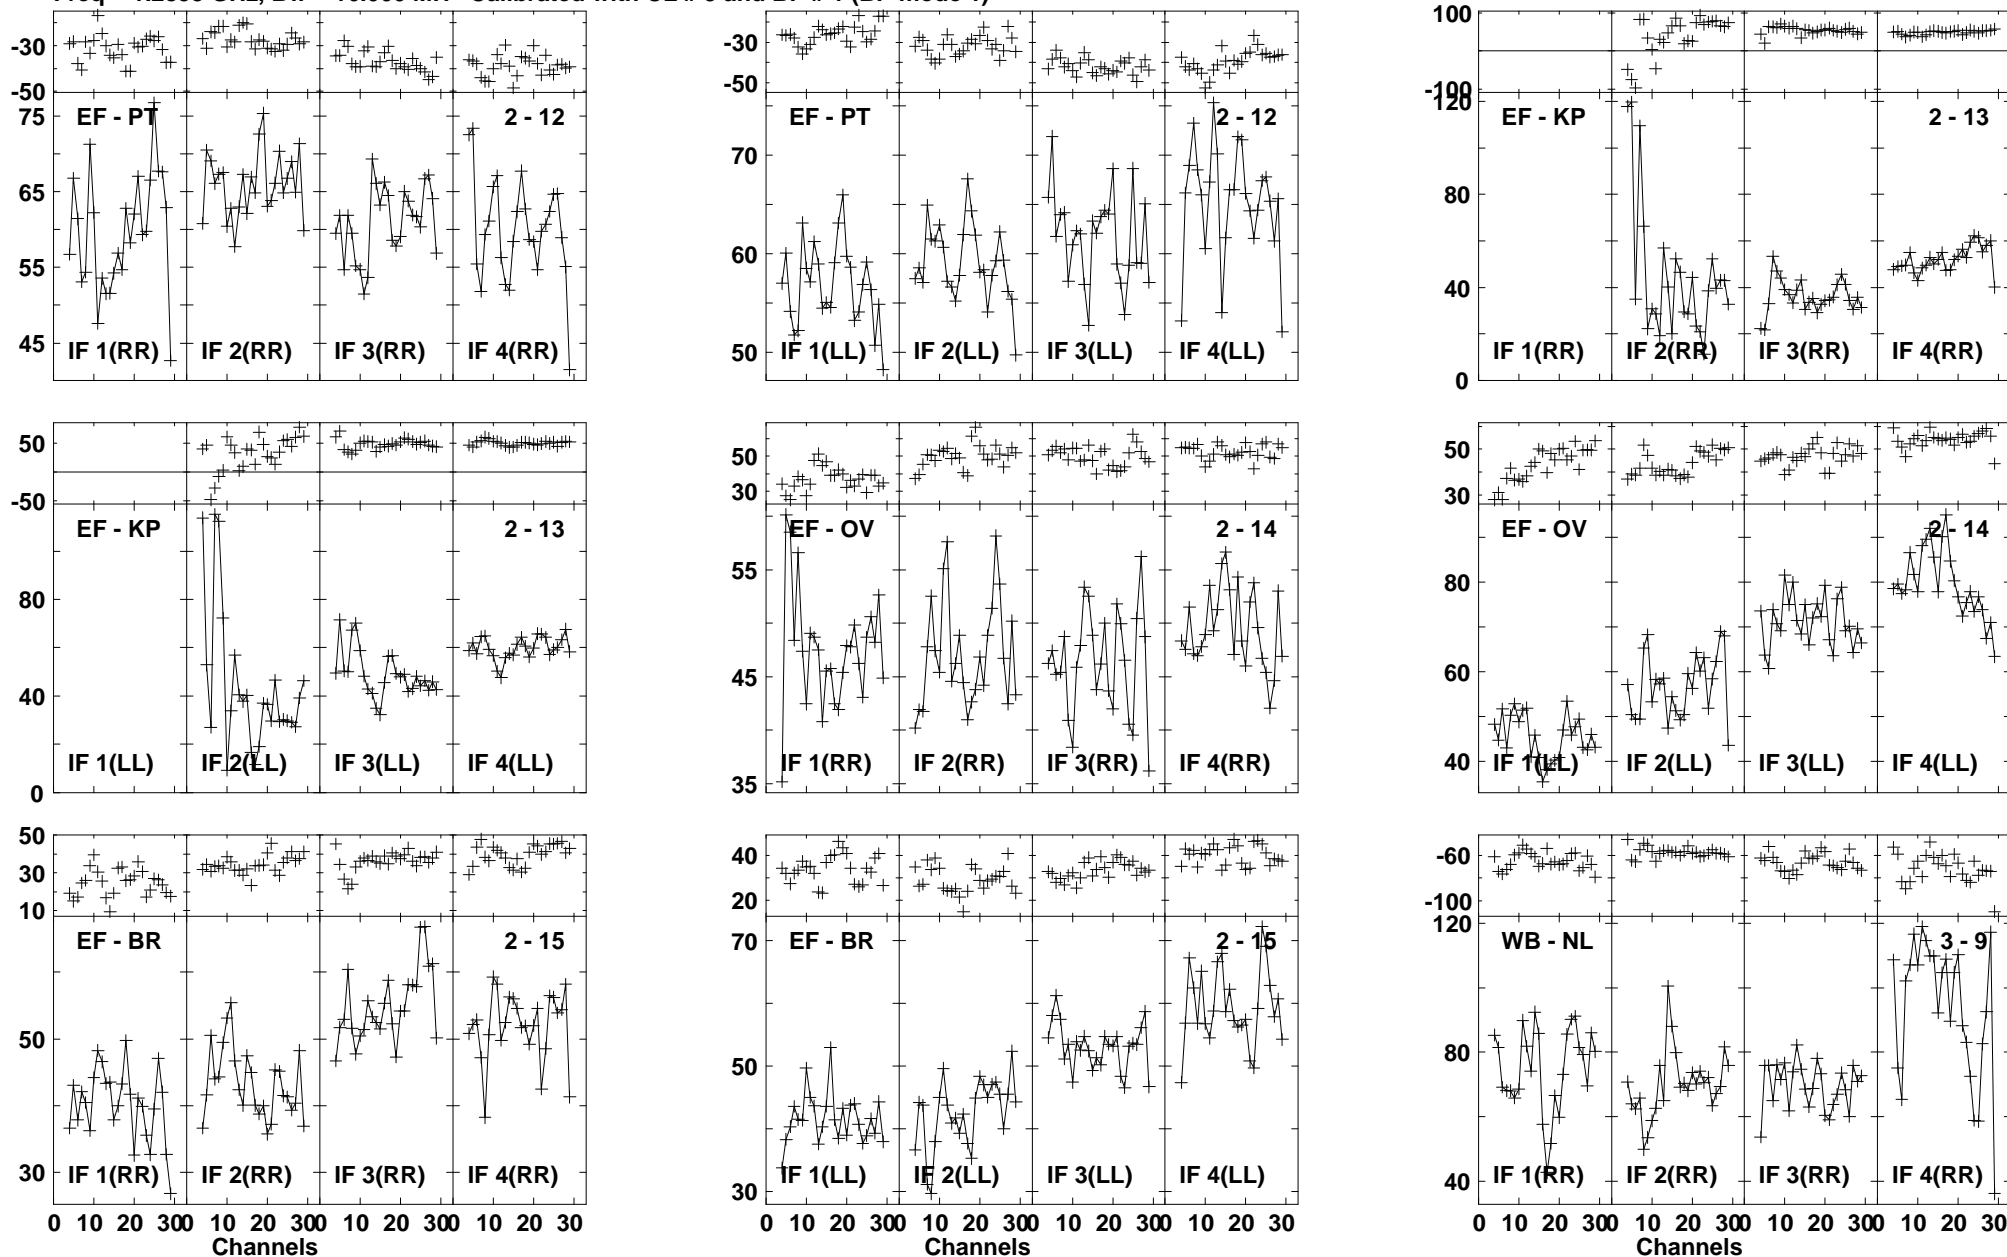 -30 -50 -30 -50 100 -100
75 65 55 45 EF - PT 2 - 12
IF 1(RR) IF 2(RR) IF 3(RR) IF 4(RR)
70 60 50 EF - PT 2 - 12
IF 1(LL) IF 2(LL) IF 3(LL) IF 4(LL)
120 80 40 0 EF - KP 2 - 13
IF 1(RR) IF 2(RR) IF 3(RR) IF 4(RR)
50 -50 50 30 50 30
80 40 0 EF - KP 2 - 13
IF 1(LL) IF 2(LL) IF 3(LL) IF 4(LL)
55 45 35 EF - OV 2 - 14
IF 1(RR) IF 2(RR) IF 3(RR) IF 4(RR)
80 60 40 EF - OV 2 - 14
IF 1(LL) IF 2(LL) IF 3(LL) IF 4(LL)
50 30 10 40 20 -60 -100
50 30 EF - BR 2 - 15
IF 1(RR) IF 2(RR) IF 3(RR) IF 4(RR)
70 50 30 EF - BR 2 - 15
IF 1(LL) IF 2(LL) IF 3(LL) IF 4(LL)
120 80 40 WB - NL 3 - 9
IF 1(RR) IF 2(RR) IF 3(RR) IF 4(RR)
0 10 20 30 0 10 20 30 0 10 20 30 0 10 20 30
Channels
0 10 20 30 0 10 20 30 0 10 20 30 0 10 20 30
Channels
0 10 20 30 0 10 20 30 0 10 20 30 0 10 20 30
Channels